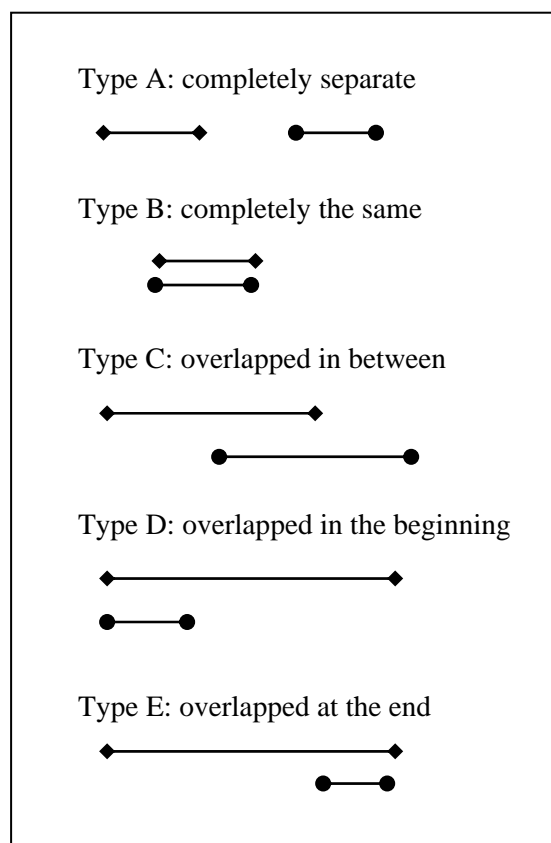 Type A: completely separate
Type B: completely the same
Type C: overlapped in between
Type D: overlapped in the beginning
Type E: overlapped at the end